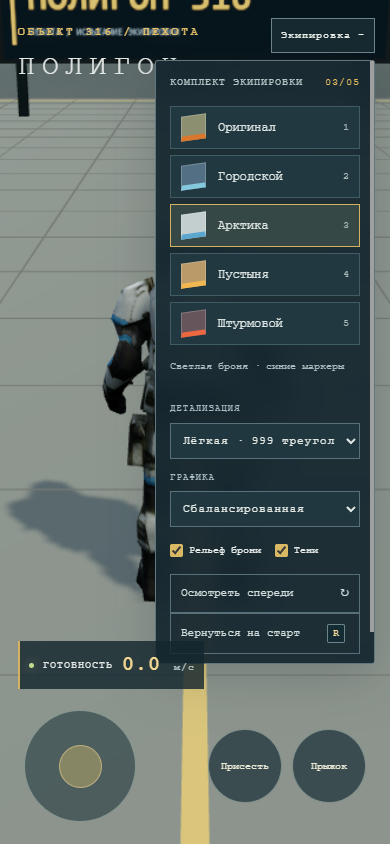 ПОЛИГОН 316
ОБЪЕКТ 316 / ПЕХОТА
ПОЛИГОН
Экипировка −
КОМПЛЕКТ ЭКИПИРОВКИ 03/05
Оригинал 1
Городской 2
Арктика 3
Пустыня 4
Штурмовой 5
Светлая броня · синие маркеры
ДЕТАЛИЗАЦИЯ
Лёгкая · 999 треугол
ГРАФИКА
Сбалансированная
Рельеф брони Тени
Осмотреть спереди ↻
Вернуться на старт R
ГОТОВНОСТЬ 0.0 м/с
Присесть Прыжок